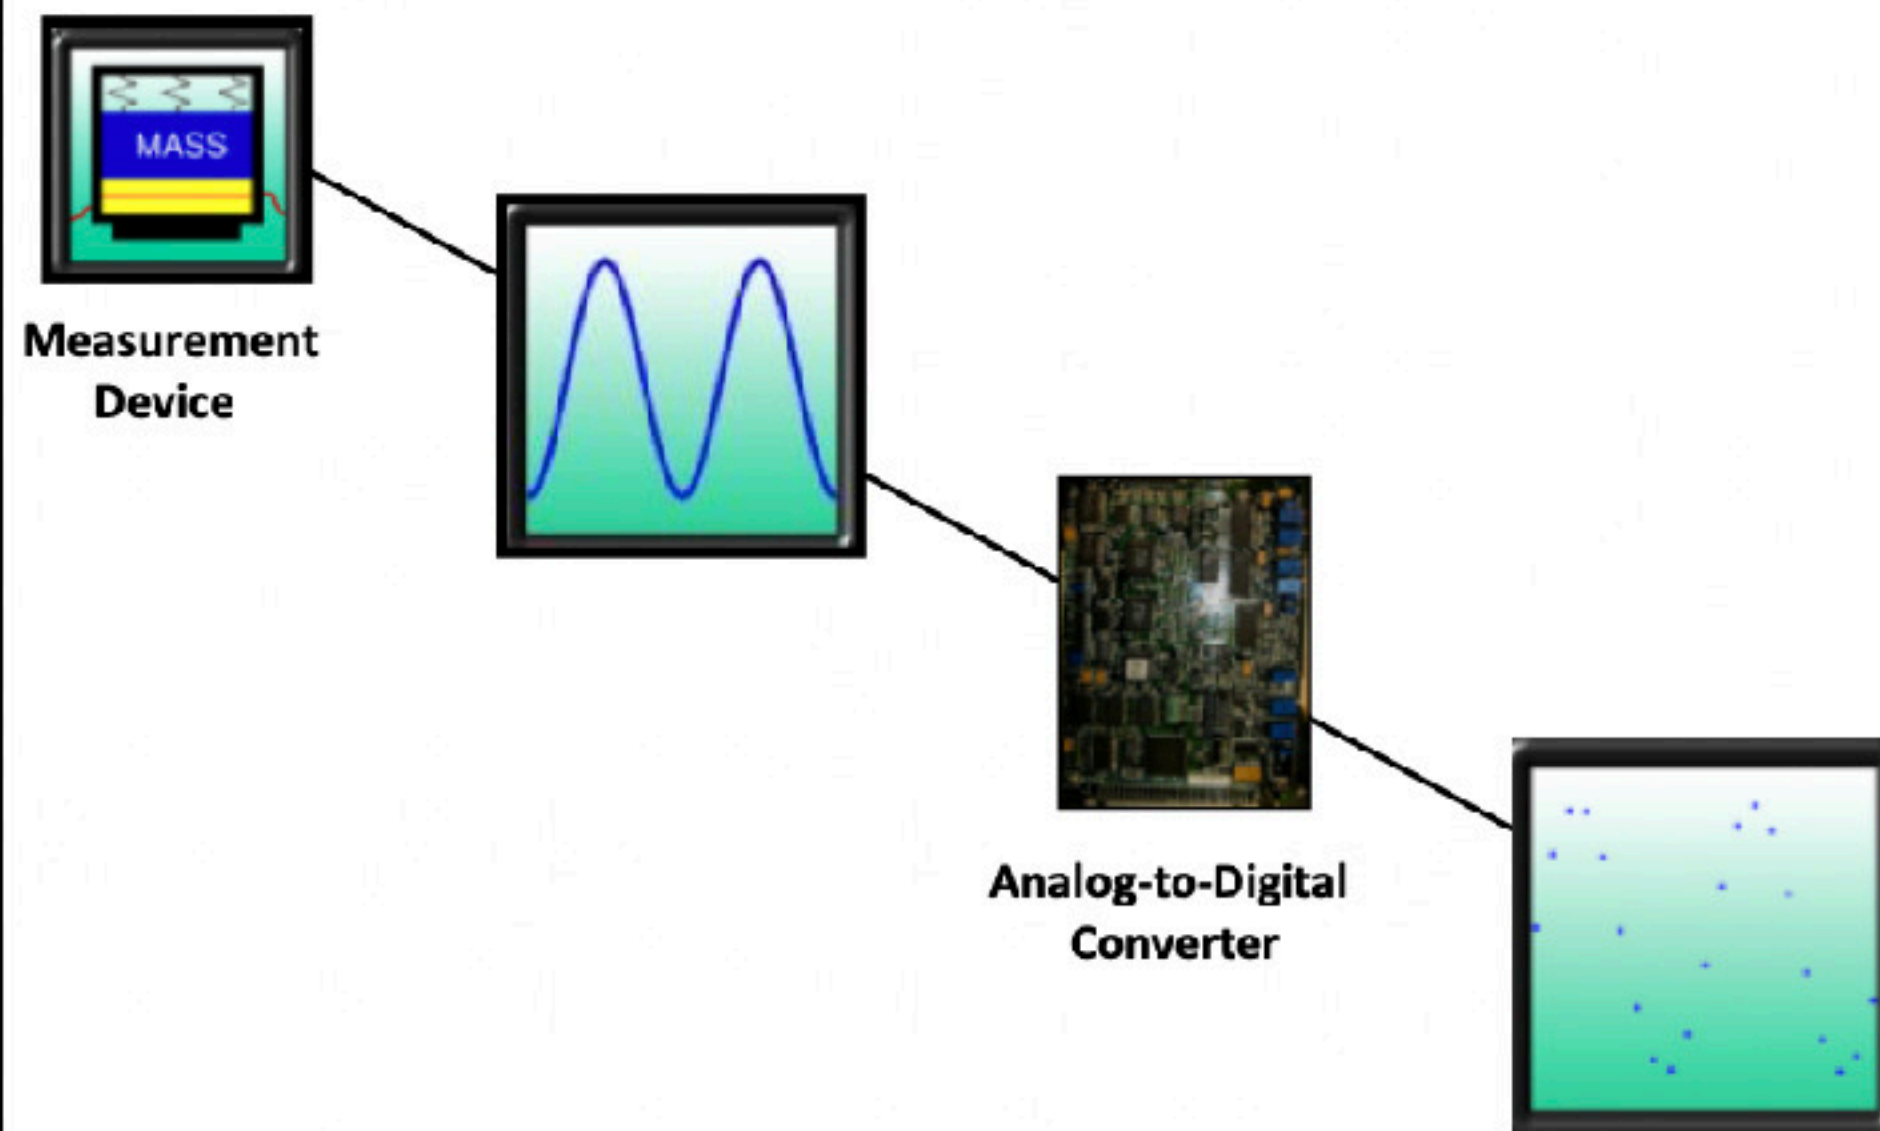 MASS
Measurement
Device
Analog-to-Digital
Converter